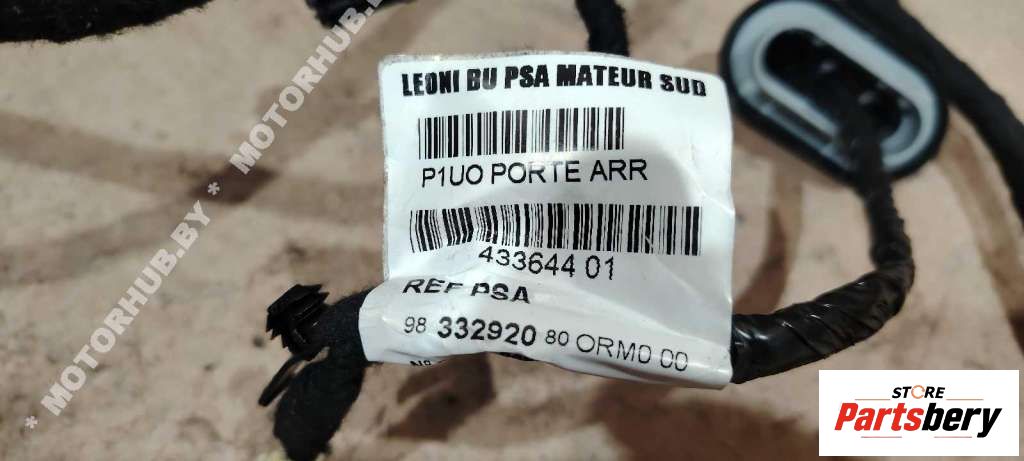 LEONI BU PSA MATEUR SUD
P1UO PORTE ARR
433644 01
REF PSA
98 332920 80 ORM0 00
* MOTORHUB.BY * MOTORHUB.BY
STORE
Partsbery